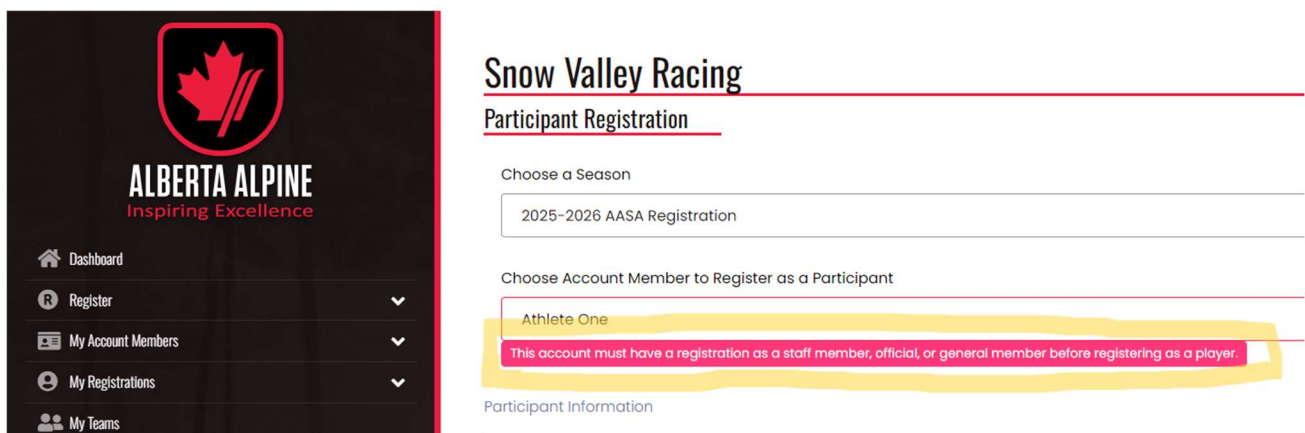 ALBERTA ALPINE
Inspiring Excellence
Dashboard
R Register
My Account Members
My Registrations
My Teams
Snow Valley Racing
Participant Registration
Choose a Season
2025-2026 AASA Registration
Choose Account Member to Register as a Participant
Athlete One
This account must have a registration as a staff member, official, or general member before registering as a player.
Participant Information